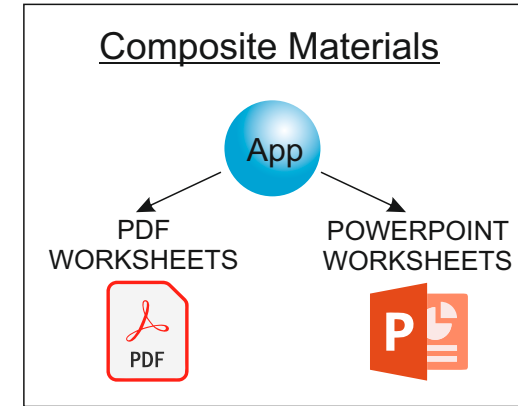 Composite Materials
App
PDF
WORKSHEETS
POWERPOINT
WORKSHEETS
PDF
P